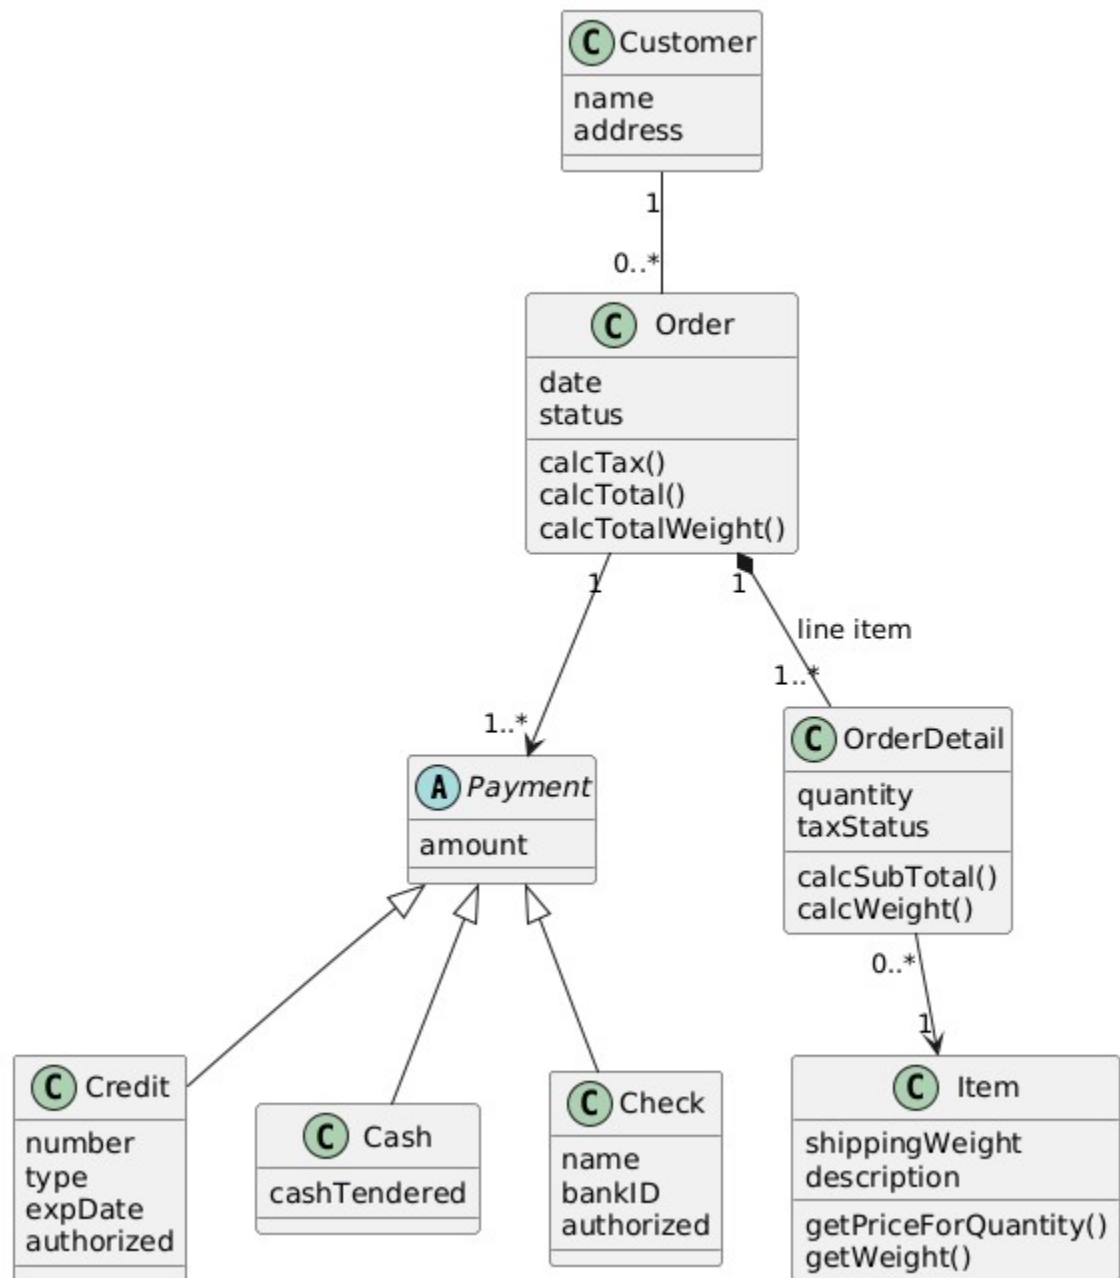 C Customer
name
address
1
0..*
C Order
date
status
calcTax()
calcTotal()
calcTotalWeight()
1
1
line item
1..*
1..*
C OrderDetail
A Payment
quantity
taxStatus
amount
calcSubTotal()
calcWeight()
0..*
1
C Credit
number
type
expDate
authorized
C Cash
cashTendered
C Check
name
bankID
authorized
C Item
shippingWeight
description
getPriceForQuantity()
getWeight()